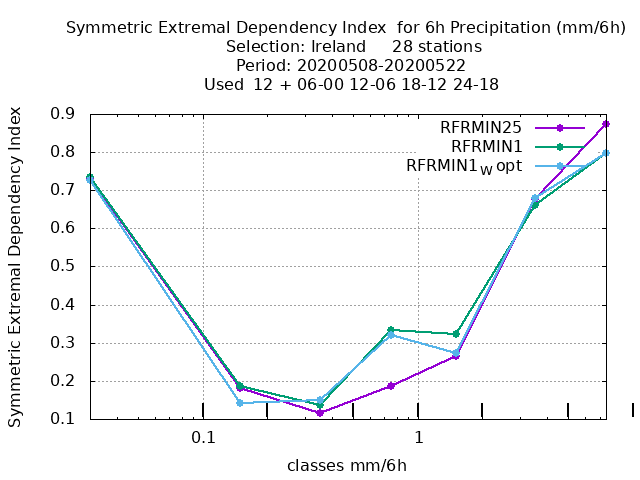 Symmetric Extremal Dependency Index  for 6h Precipitation (mm/6h)
Selection: Ireland     28 stations
Period: 20200508-20200522
Used  12 + 06-00 12-06 18-12 24-18
Symmetric Extremal Dependency Index
0.9
0.8
0.7
0.6
0.5
0.4
0.3
0.2
0.1
RFRMIN25
RFRMIN1
RFRMIN1W opt
0.1 1
classes mm/6h